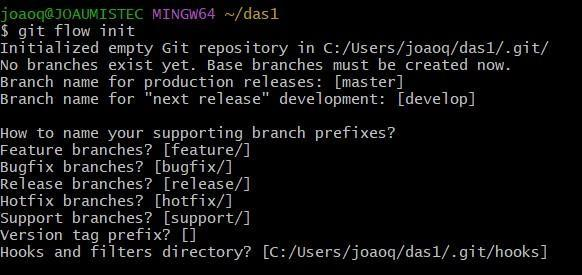 joaoq@JOAUMISTEC MINGW64 ~/das1
$ git flow init
Initialized empty Git repository in C:/Users/joaoq/das1/.git/
No branches exist yet. Base branches must be created now.
Branch name for production releases: [master]
Branch name for "next release" development: [develop]

How to name your supporting branch prefixes?
Feature branches? [feature/]
Bugfix branches? [bugfix/]
Release branches? [release/]
Hotfix branches? [hotfix/]
Support branches? [support/]
Version tag prefix? []
Hooks and filters directory? [C:/Users/joaoq/das1/.git/hooks]